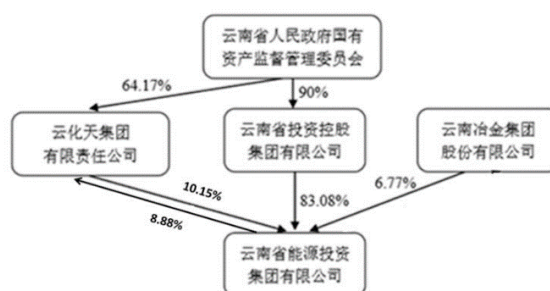 云南省人民政府国有
资产监督管理委员会
64.17%
90%
云化天集团
有限责任公司
云南省投资控股
集团有限公司
云南冶金集团
股份有限公司
10.15%
8.88%
83.08%
6.77%
云南省能源投资
集团有限公司